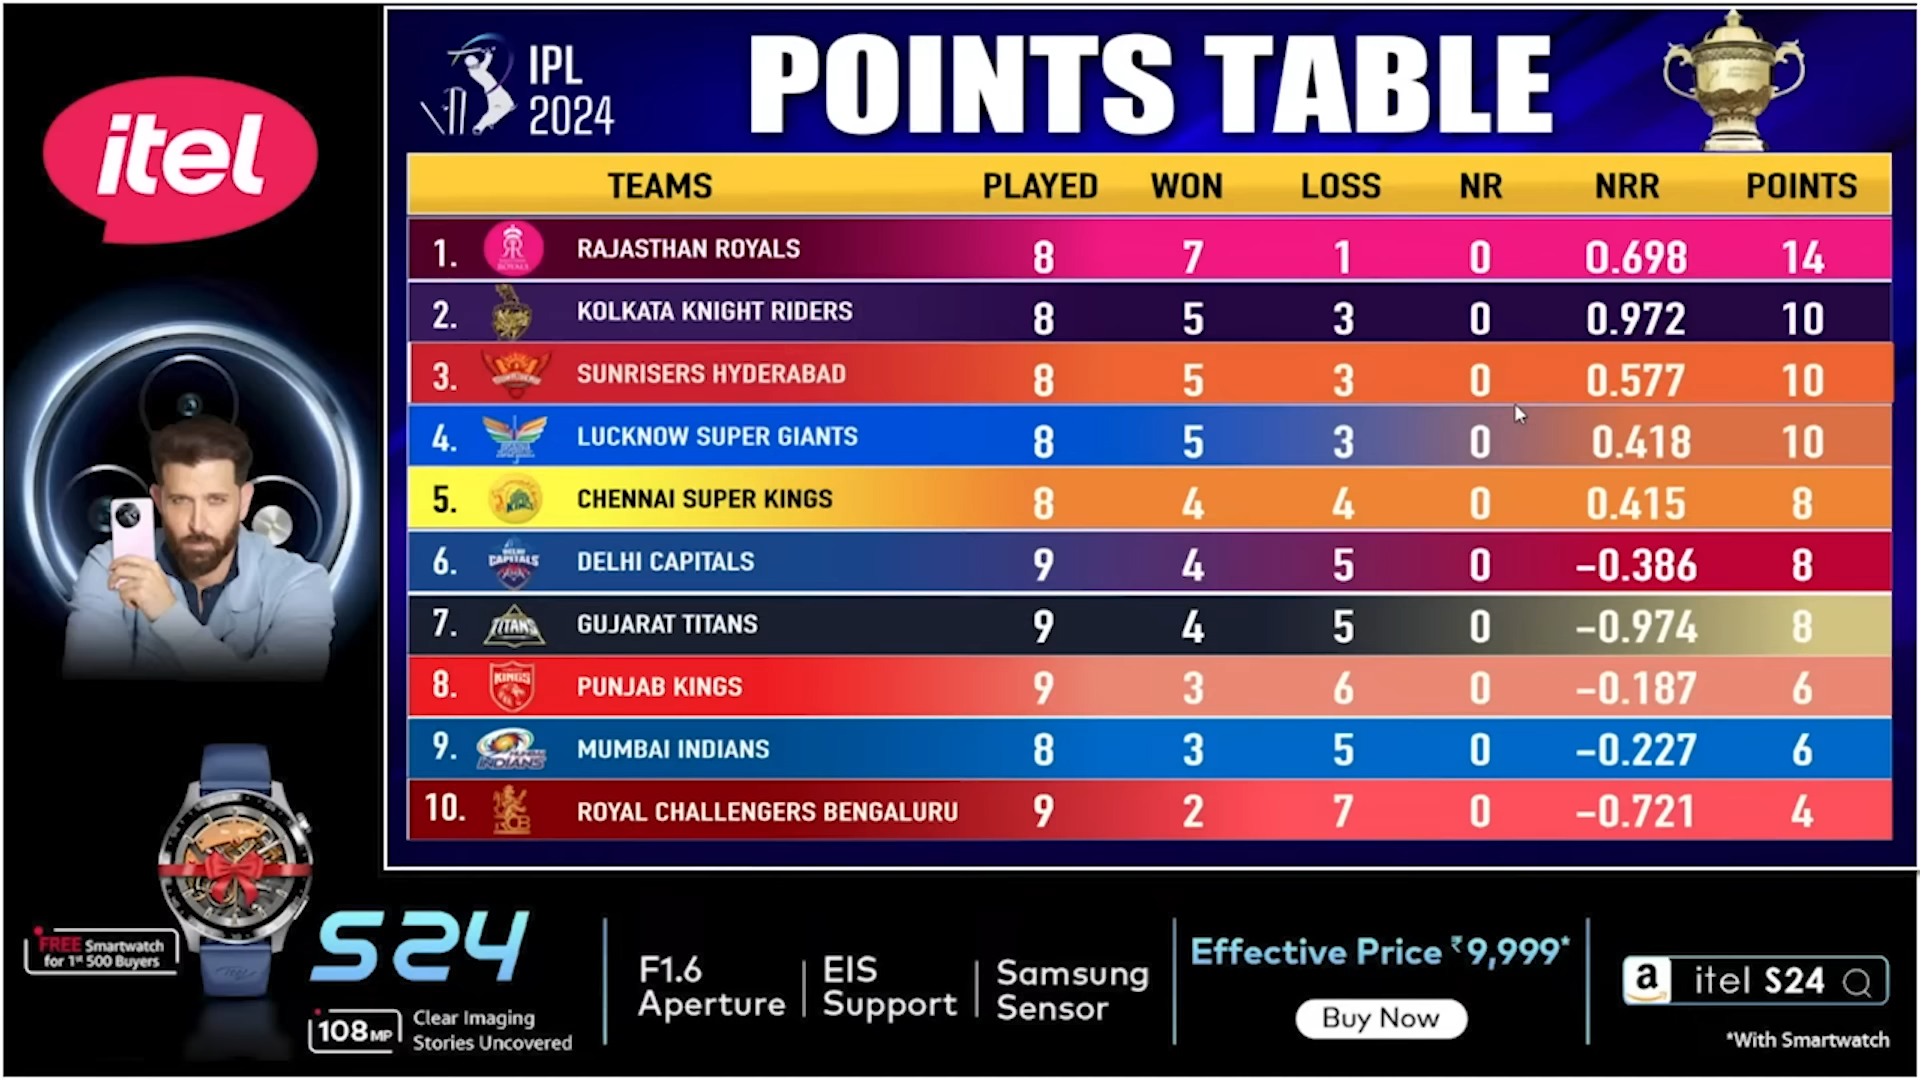 itel
IPL
2024
POINTS TABLE
TEAMS PLAYED WON LOSS NR NRR POINTS
1. RAJASTHAN ROYALS 8 7 1 0 0.698 14
2. KOLKATA KNIGHT RIDERS 8 5 3 0 0.972 10
3. SUNRISERS HYDERABAD 8 5 3 0 0.577 10
4. LUCKNOW SUPER GIANTS 8 5 3 0 0.418 10
5. CHENNAI SUPER KINGS 8 4 4 0 0.415 8
6. DELHI CAPITALS 9 4 5 0 -0.386 8
7. TITANS GUJARAT TITANS 9 4 5 0 -0.974 8
8. KINGS PUNJAB KINGS 9 3 6 0 -0.187 6
9. MUMBAI INDIANS 8 3 5 0 -0.227 6
10. RCB ROYAL CHALLENGERS BENGALURU 9 2 7 0 -0.721 4
FREE Smartwatch
for 1st 500 Buyers
S24
108MP
Clear Imaging
Stories Uncovered
F1.6
Aperture
EIS
Support
Samsung
Sensor
Effective Price ₹9,999*
Buy Now
a itel S24
*With Smartwatch